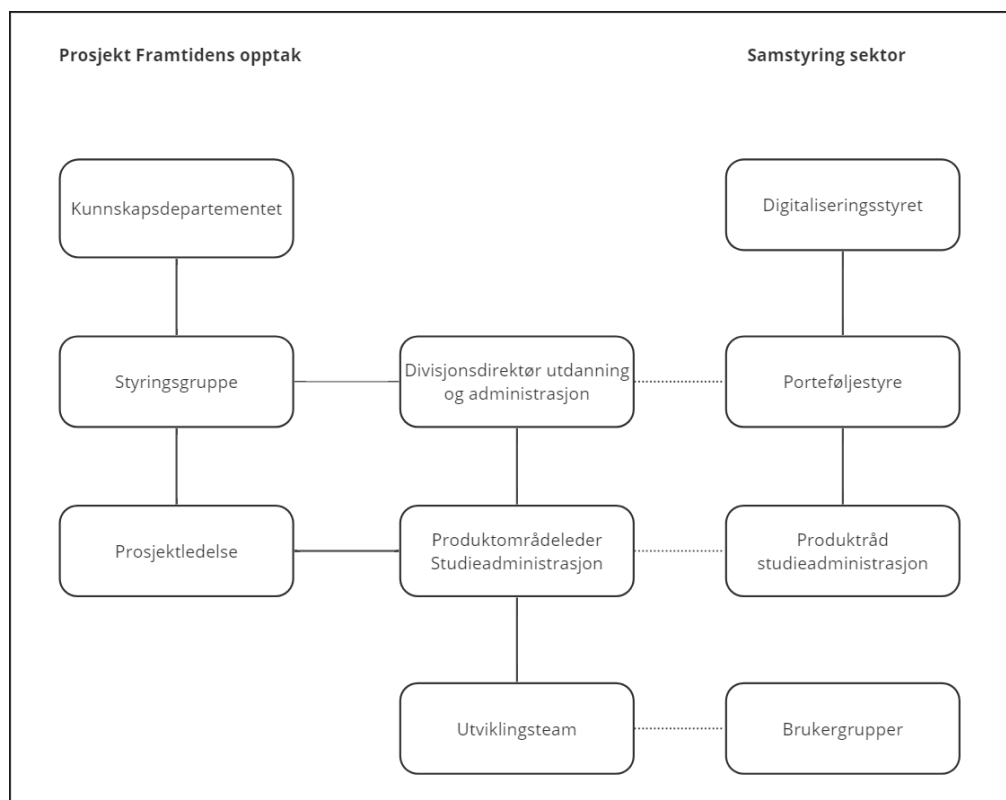 Prosjekt Framtidens opptak
Samstyring sektor
Kunnskapsdepartementet
Digitaliseringsstyret
Styringsgruppe
Divisjonsdirektør utdanning
og administrasjon
Porteføljestyre
Prosjektledelse
Produktområdeleder
Studieadministrasjon
Produktråd
studieadministrasjon
Utviklingsteam
Brukergrupper